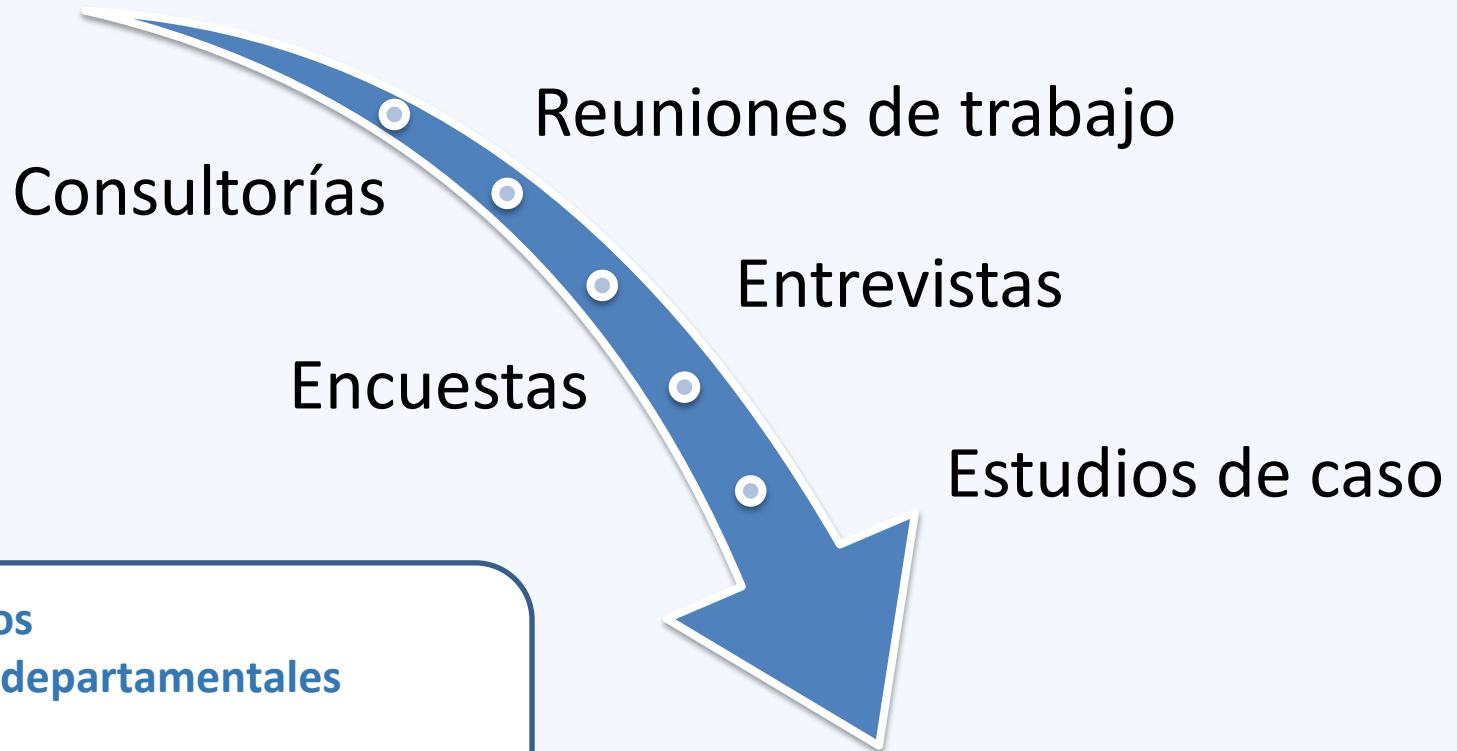 Reuniones de trabajo
Consultorías
Entrevistas
Encuestas
Estudios de caso
os
departamentales